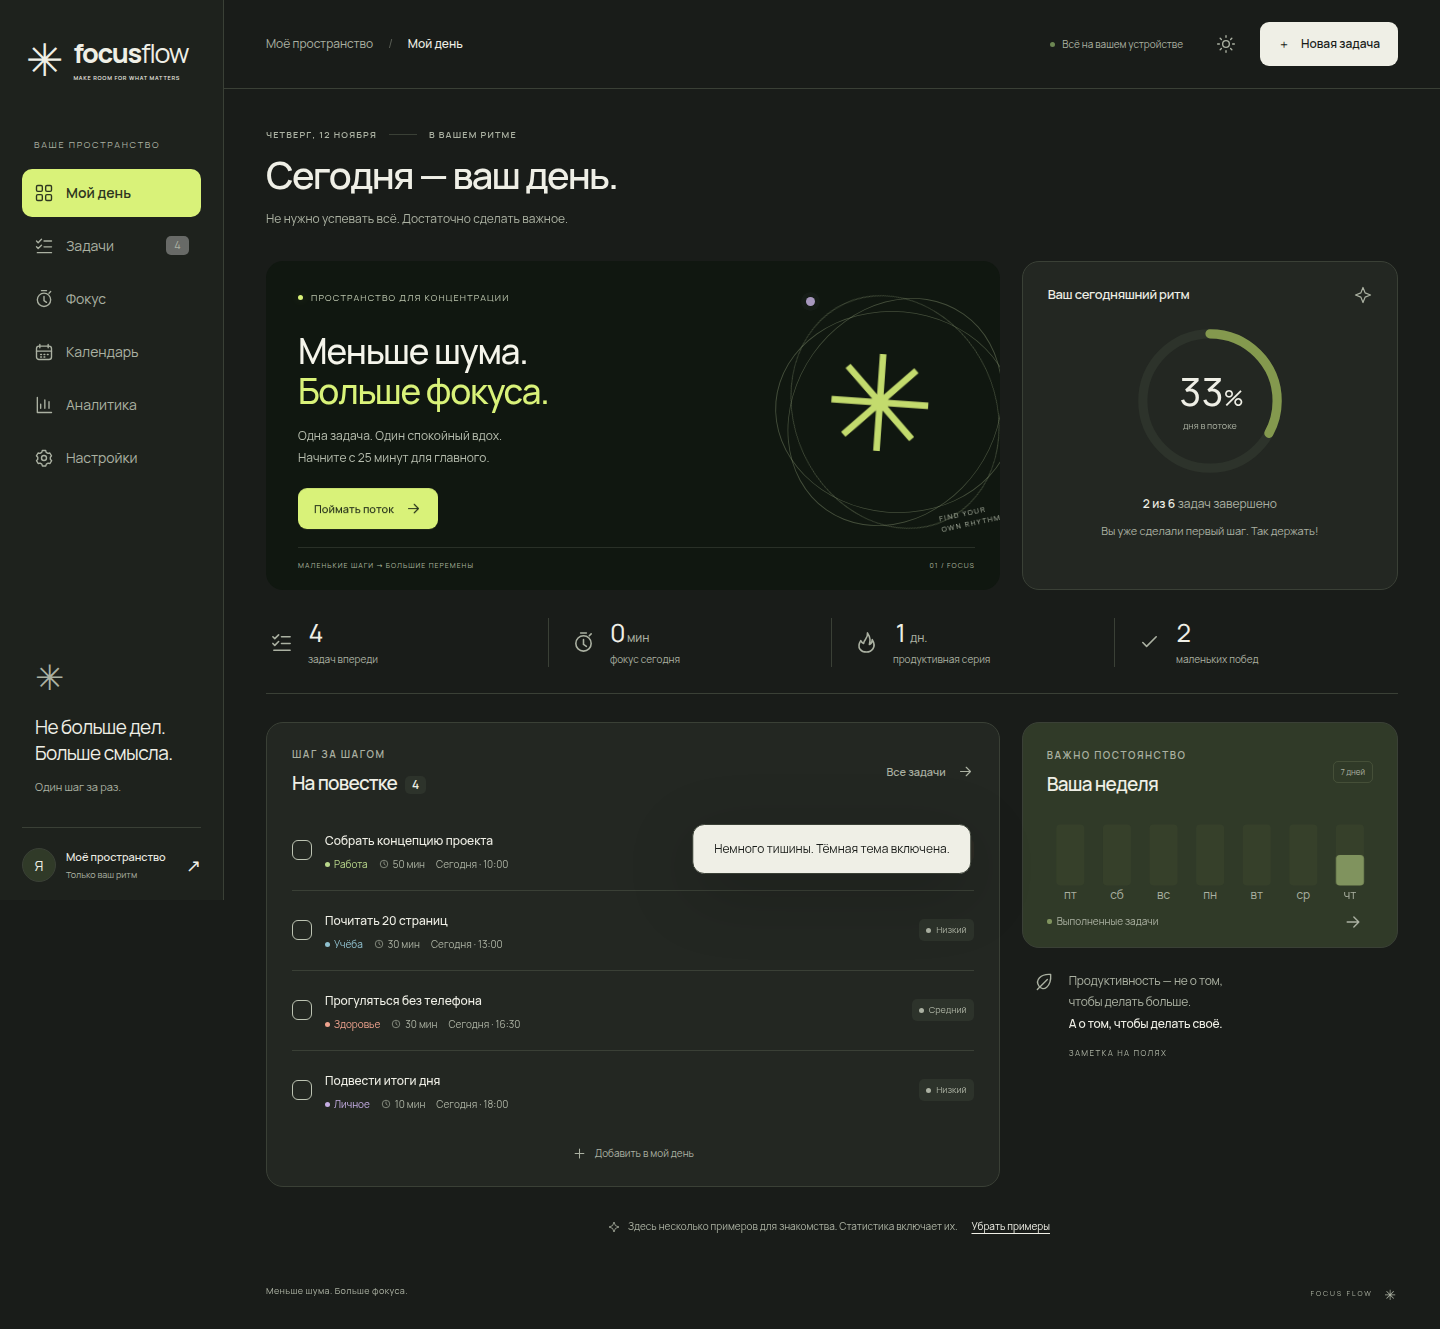 focusflow
MAKE ROOM FOR WHAT MATTERS
ВАШЕ ПРОСТРАНСТВО
Мой день
Задачи 4
Фокус
Календарь
Аналитика
Настройки
Не больше дел.
Больше смысла.
Один шаг за раз.
Я
Моё пространство
Только ваш ритм
Моё пространство / Мой день
Всё на вашем устройстве
+ Новая задача
ЧЕТВЕРГ, 12 НОЯБРЯ
В ВАШЕМ РИТМЕ
Сегодня — ваш день.
Не нужно успевать всё. Достаточно сделать важное.
ПРОСТРАНСТВО ДЛЯ КОНЦЕНТРАЦИИ
Меньше шума.
Больше фокуса.
Одна задача. Один спокойный вдох.
Начните с 25 минут для главного.
Поймать поток →
FIND YOUR
OWN RHYTHM
МАЛЕНЬКИЕ ШАГИ → БОЛЬШИЕ ПЕРЕМЕНЫ
01 / FOCUS
Ваш сегодняшний ритм
33%
дня в потоке
2 из 6 задач завершено
Вы уже сделали первый шаг. Так держать!
4
задач впереди
0 мин
фокус сегодня
1 дн.
продуктивная серия
2
маленьких побед
ШАГ ЗА ШАГОМ
На повестке 4
Все задачи →
Собрать концепцию проекта
Работа 50 мин Сегодня · 10:00
Немного тишины. Тёмная тема включена.
Почитать 20 страниц
Учёба 30 мин Сегодня · 13:00
Низкий
Прогуляться без телефона
Здоровье 30 мин Сегодня · 16:30
Средний
Подвести итоги дня
Личное 10 мин Сегодня · 18:00
Низкий
+ Добавить в мой день
ВАЖНО ПОСТОЯНСТВО
Ваша неделя
7 дней
пт сб вс пн вт ср чт
Выполненные задачи →
Продуктивность — не о том,
чтобы делать больше.
А о том, чтобы делать своё.
ЗАМЕТКА НА ПОЛЯХ
Здесь несколько примеров для знакомства. Статистика включает их. Убрать примеры
Меньше шума. Больше фокуса.
FOCUS FLOW